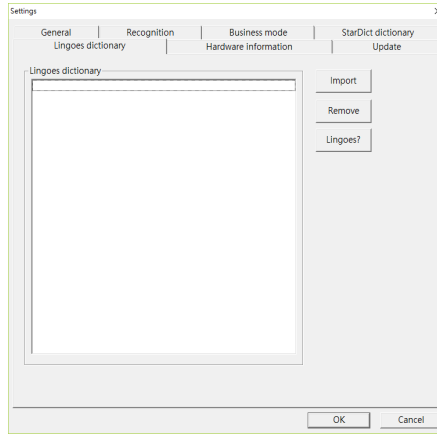 Settings
General Recognition Business mode StarDict dictionary
Lingoes dictionary Hardware information Update
Lingoes dictionary
Import
Remove
Lingoes?
OK Cancel